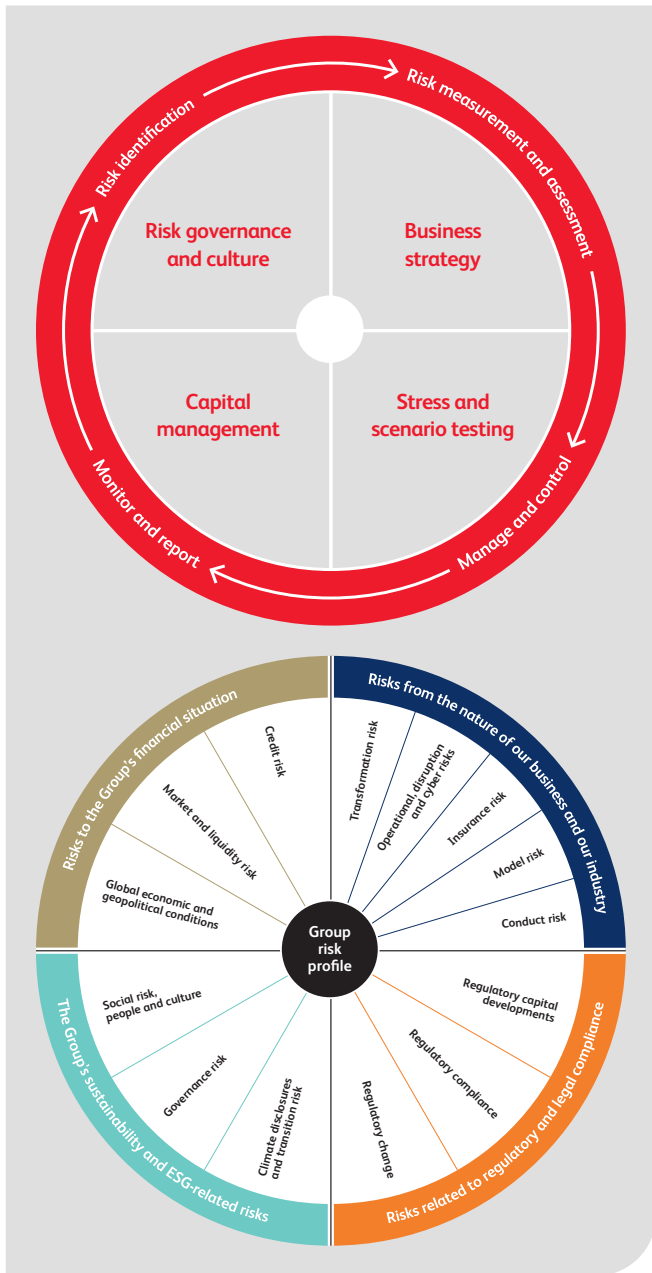 Risk identification
Risk measurement and assessment
Manage and control
Monitor and report
Risk governance
and culture
Business
strategy
Capital
management
Stress and
scenario testing
Risks to the Group's financial situation
Credit risk
Market and liquidity risk
Global economic and
geopolitical conditions
Risks from the nature of our business and our industry
Transformation risk
Operational, disruption
and cyber risks
Insurance risk
Model risk
Conduct risk
Group
risk
profile
The Group's sustainability and ESG-related risks
Social risk,
people and culture
Governance risk
Climate disclosures
and transition risk
Risks related to regulatory and legal compliance
Regulatory capital
developments
Regulatory compliance
Regulatory change